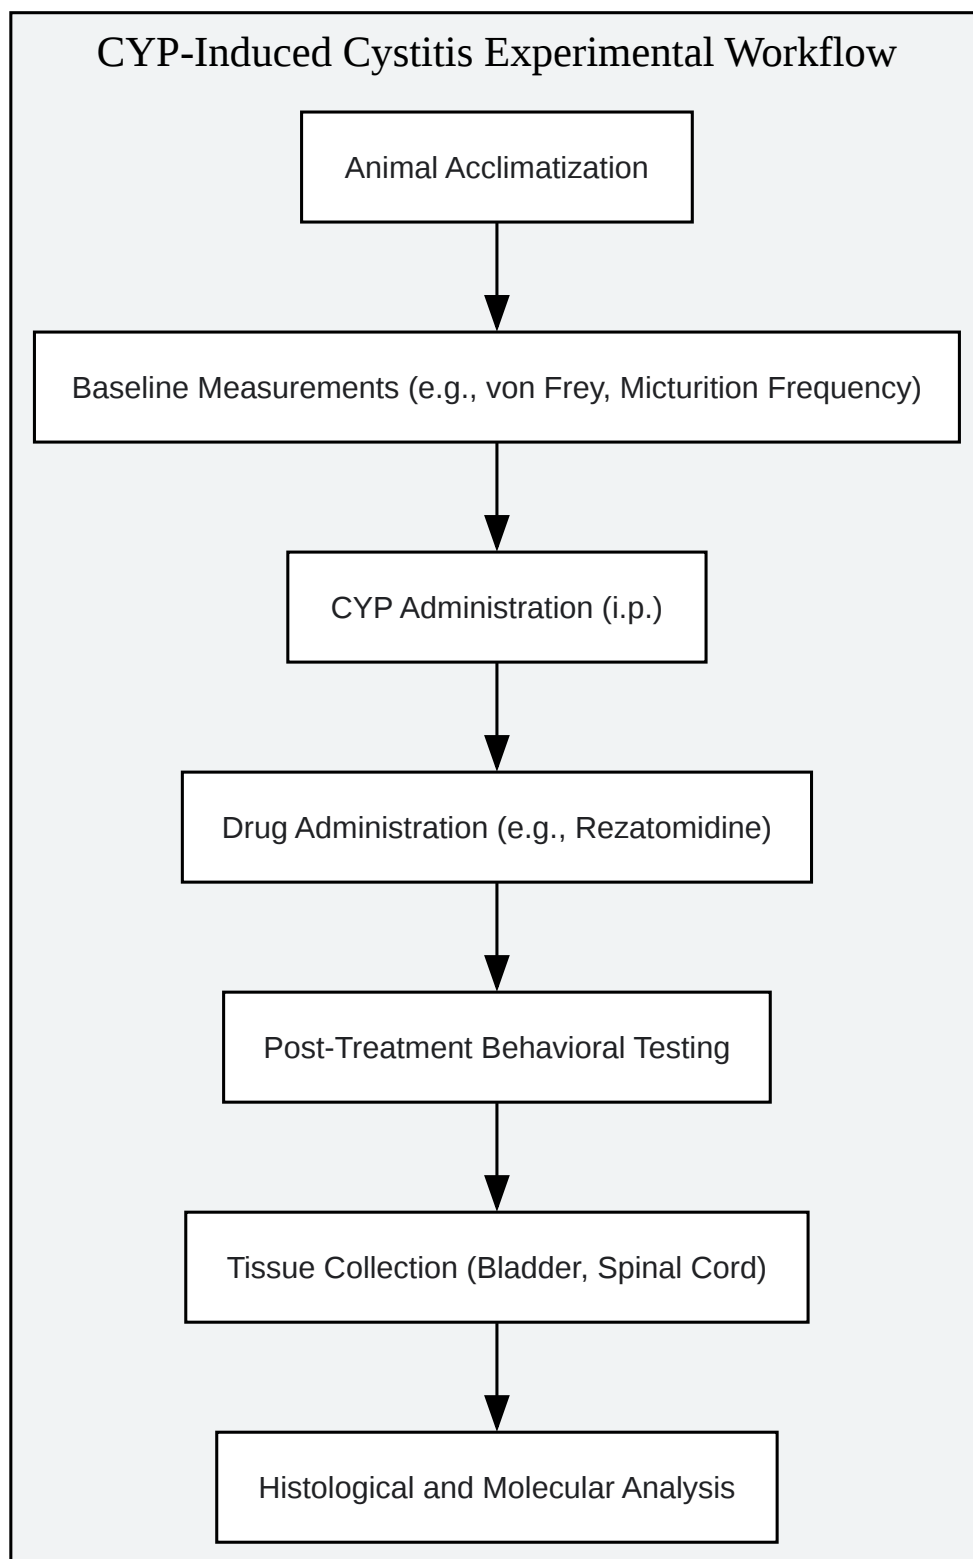 CYP-Induced Cystitis Experimental Workflow
Animal Acclimatization
Baseline Measurements (e.g., von Frey, Micturition Frequency)
CYP Administration (i.p.)
Drug Administration (e.g., Rezatomidine)
Post-Treatment Behavioral Testing
Tissue Collection (Bladder, Spinal Cord)
Histological and Molecular Analysis